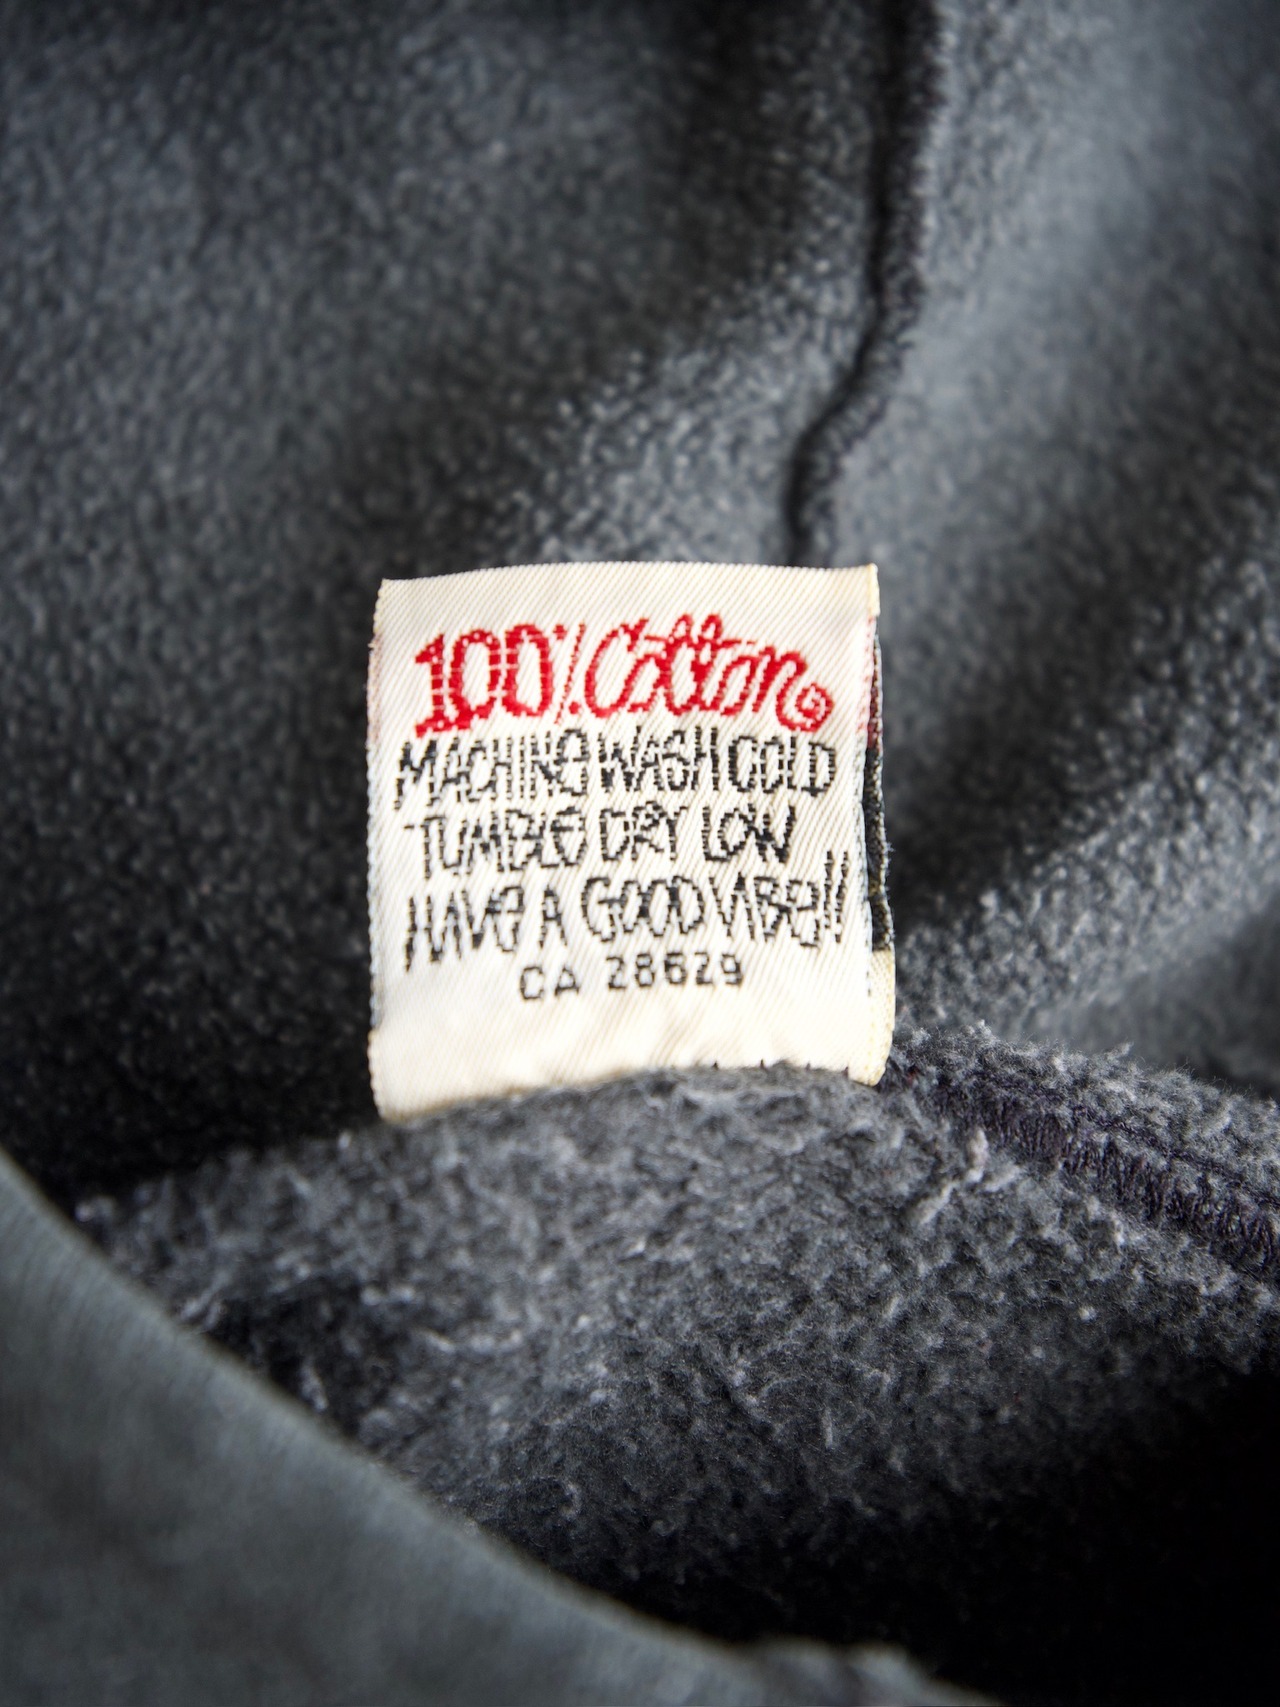 100% Cotton
MACHINE WASH COLD
TUMBLE DRY LOW
HAVE A GOOD VIBE!!
CA 28629